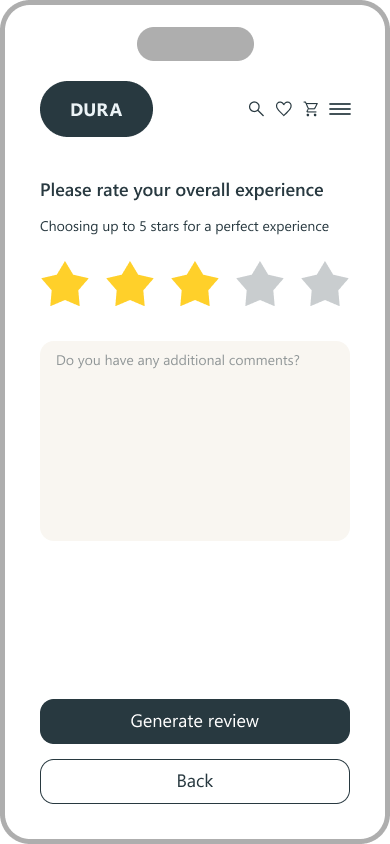 DURA
Please rate your overall experience
Choosing up to 5 stars for a perfect experience
Do you have any additional comments?
Generate review
Back